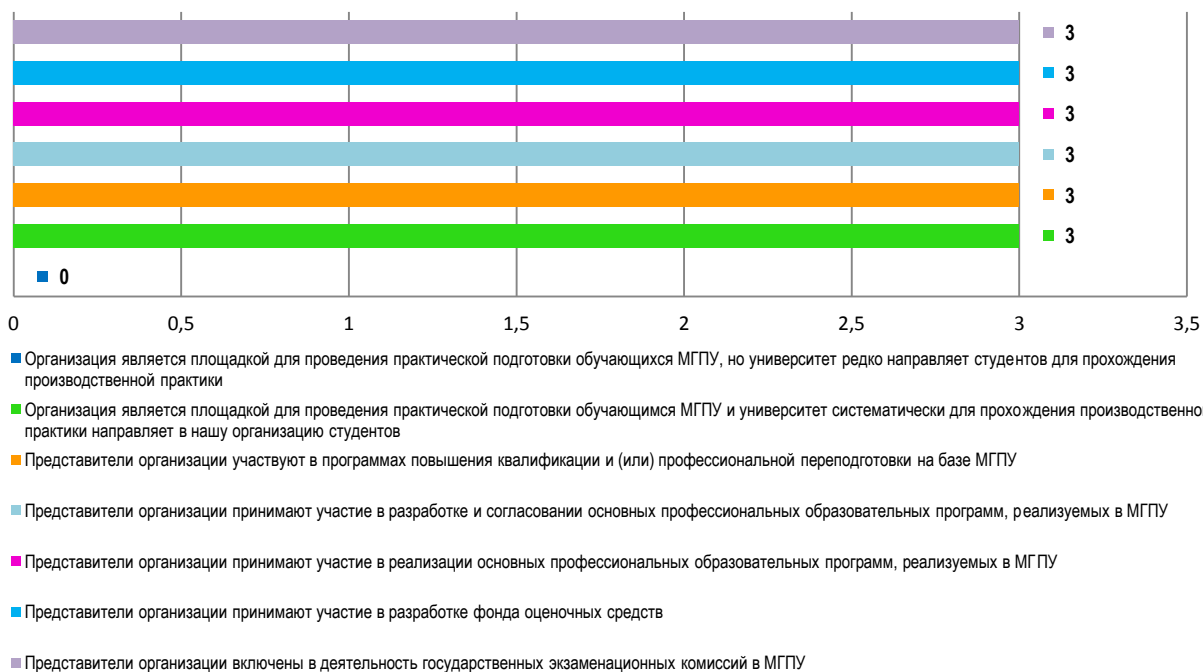 3
3
3
3
3
3
0
0 0,5 1 1,5 2 2,5 3 3,5
Организация является площадкой для проведения практической подготовки обучающихся МГПУ, но университет редко направляет студентов для прохождения
производственной практики
Организация является площадкой для проведения практической подготовки обучающимся МГПУ и университет систематически для прохождения производственно
практики направляет в нашу организацию студентов
Представители организации участвуют в программах повышения квалификации и (или) профессиональной переподготовки на базе МГПУ
Представители организации принимают участие в разработке и согласовании основных профессиональных образовательных программ, реализуемых в МГПУ
Представители организации принимают участие в реализации основных профессиональных образовательных программ, реализуемых в МГПУ
Представители организации принимают участие в разработке фонда оценочных средств
Представители организации включены в деятельность государственных экзаменационных комиссий в МГПУ